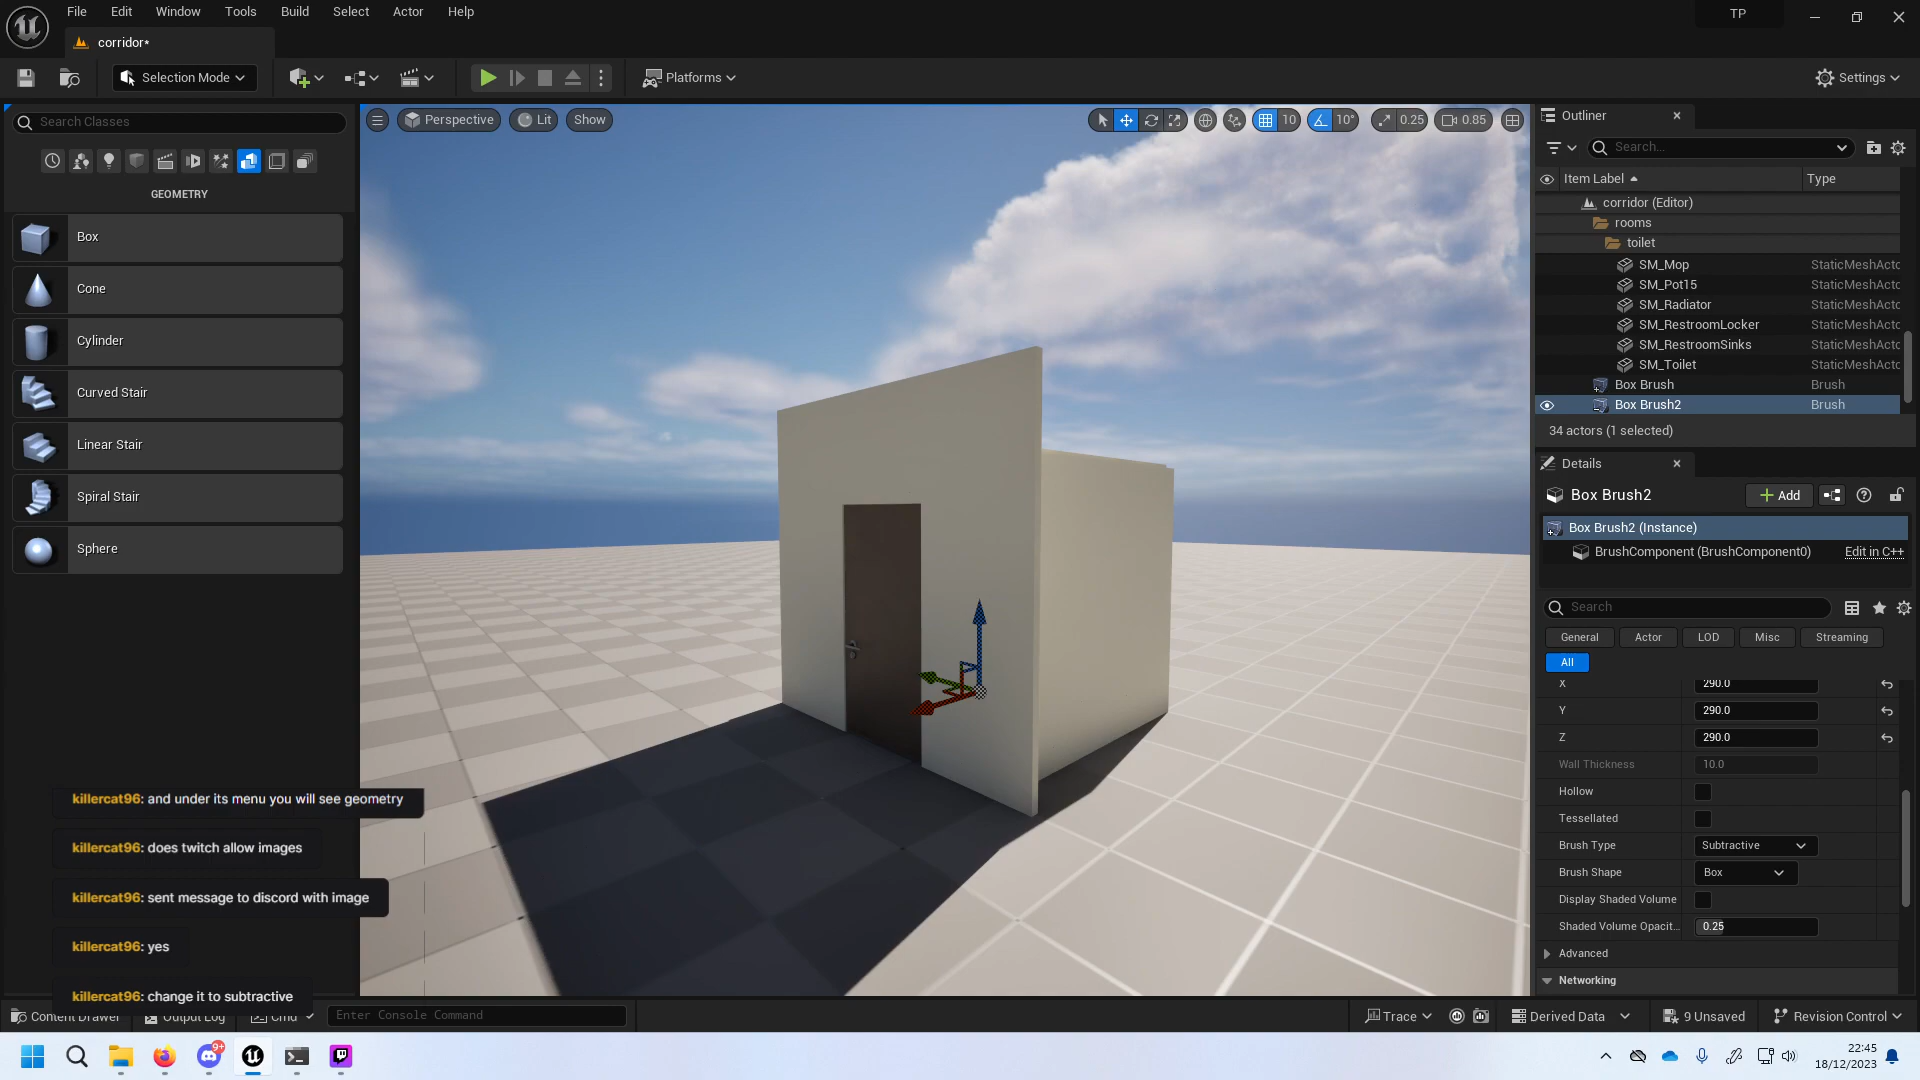 File Edit Window Tools Build Select Actor Help
TP
corridor*
Selection Mode
Platforms
Settings
Search Classes
GEOMETRY
Box
Cone
Cylinder
Curved Stair
Linear Stair
Spiral Stair
Sphere
Perspective
Lit
Show
10
10°
0.25
0.85
Outliner
Search...
Item Label
Type
corridor (Editor)
rooms
toilet
SM_Mop StaticMeshActo
SM_Pot15 StaticMeshActo
SM_Radiator StaticMeshActo
SM_RestroomLocker StaticMeshActo
SM_RestroomSinks StaticMeshActo
SM_Toilet StaticMeshActo
Box Brush Brush
Box Brush2 Brush
34 actors (1 selected)
Details
Box Brush2
Add
Box Brush2 (Instance)
BrushComponent (BrushComponent0)
Edit in C++
Search
General
Actor
LOD
Misc
Streaming
All
X 290.0
Y 290.0
Z 290.0
Wall Thickness 10.0
Hollow
Tessellated
Brush Type Subtractive
Brush Shape Box
Display Shaded Volume
Shaded Volume Opacit... 0.25
Advanced
Networking
killercat96: and under its menu you will see geometry
killercat96: does twitch allow images
killercat96: sent message to discord with image
killercat96: yes
killercat96: change it to subtractive
Content Drawer
Output Log
Cmd
Enter Console Command
Trace
Derived Data
9 Unsaved
Revision Control
9+
22:45
18/12/2023